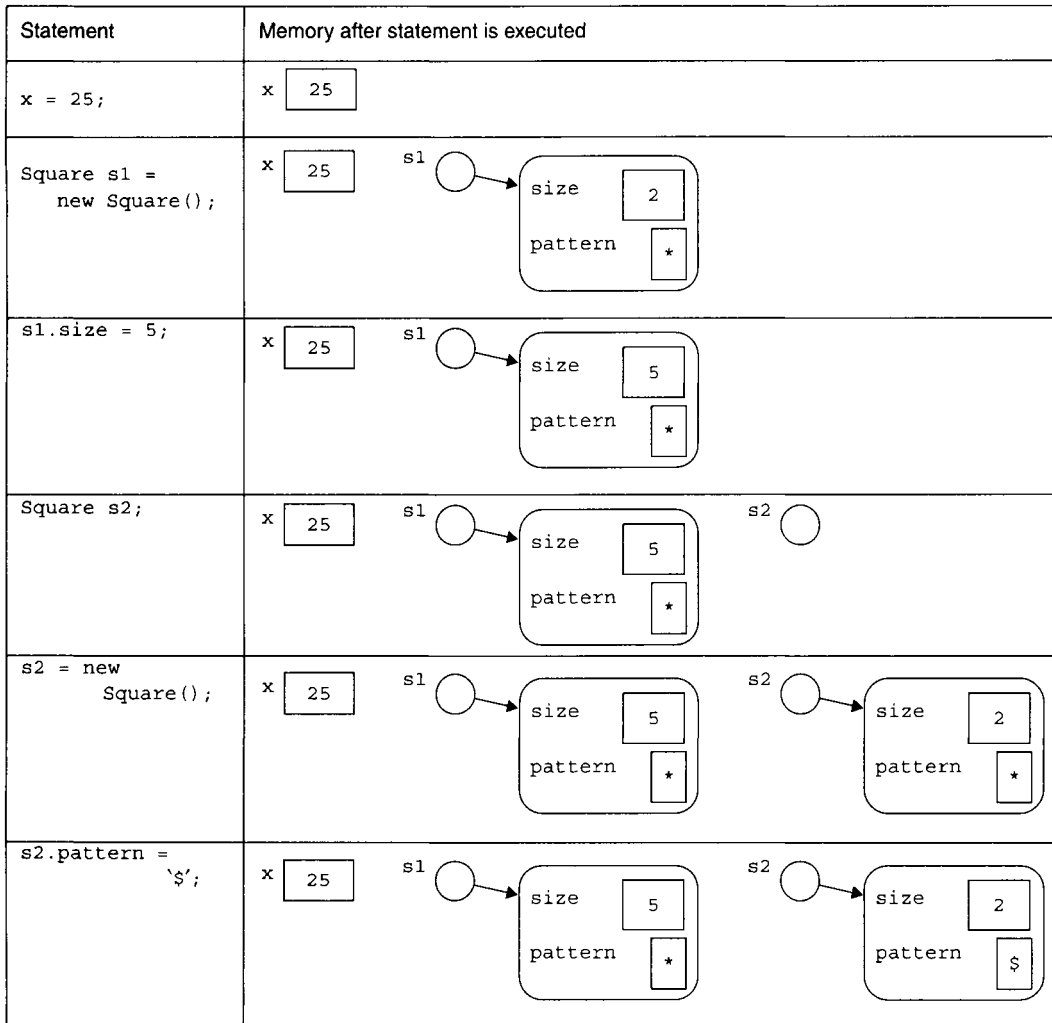 Statement
Memory after statement is executed
x = 25;
x 25
Square s1 =
new Square();
x 25 s1
size 2
pattern *
s1.size = 5;
x 25 s1
size 5
pattern *
Square s2;
x 25 s1 s2
size 5
pattern *
s2 = new
Square();
x 25 s1 s2
size 5 size 2
pattern * pattern *
s2.pattern =
‘$’;
x 25 s1 s2
size 5 size 2
pattern * pattern $